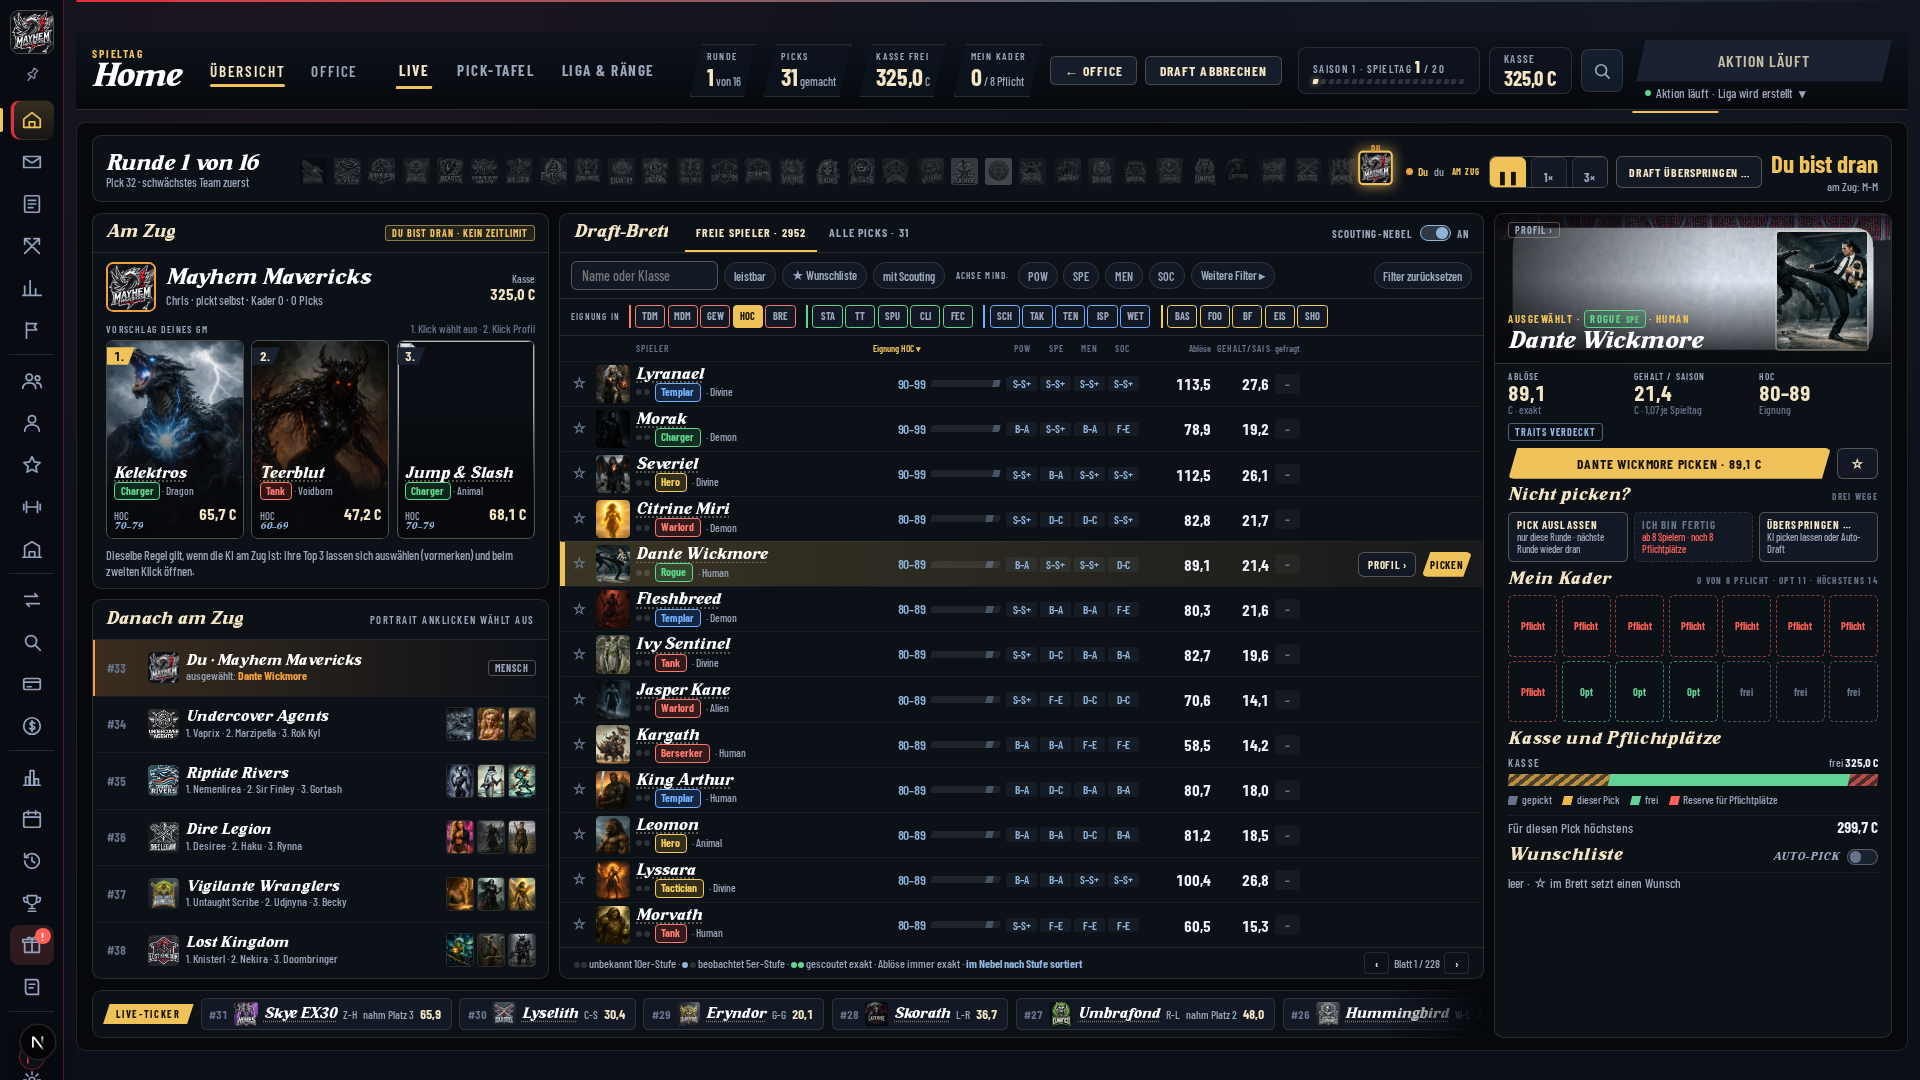 SPIELTAG
Home
ÜBERSICHT
OFFICE
LIVE
PICK-TAFEL
LIGA & RÄNGE
RUNDE
1 von 16
PICKS
31 gemacht
KASSE FREI
325,0 C
MEIN KADER
0 / 8 Pflicht
← OFFICE
DRAFT ABBRECHEN
SAISON 1 · SPIELTAG 1 / 20
KASSE
325,0 C
AKTION LÄUFT
Aktion läuft · Liga wird erstellt ▼
Runde 1 von 16
Pick 32 · schwächstes Team zuerst
DU
Du du AM ZUG
1×
3×
DRAFT ÜBERSPRINGEN ...
Du bist dran
am Zug: M-M
Am Zug
DU BIST DRAN · KEIN ZEITLIMIT
Mayhem Mavericks
Chris · pickt selbst · Kader 0 · 0 Picks
Kasse
325,0 C
VORSCHLAG DEINES GM
1. Klick wählt aus · 2. Klick Profil
1.
Kelektros
Charger · Dragon
HOC
70–79
65,7 C
2.
Teerblut
Tank · Voidborn
HOC
60–69
47,2 C
3.
Jump & Slash
Charger · Animal
HOC
70–79
68,1 C
Dieselbe Regel gilt, wenn die KI am Zug ist: Ihre Top 3 lassen sich auswählen (vormerken) und beim
zweiten Klick öffnen.
Danach am Zug
PORTRAIT ANKLICKEN WÄHLT AUS
#33
Du · Mayhem Mavericks
ausgewählt: Dante Wickmore
MENSCH
#34
Undercover Agents
1. Vaprix · 2. Marzipella · 3. Rok Kyl
#35
Riptide Rivers
1. Nemenlirea · 2. Sir Finley · 3. Gortash
#36
Dire Legion
1. Desiree · 2. Haku · 3. Rynna
#37
Vigilante Wranglers
1. Untaught Scribe · 2. Udjnyna · 3. Becky
#38
Lost Kingdom
1. Knisterl · 2. Nekira · 3. Doombringer
Draft-Brett
FREIE SPIELER · 2952
ALLE PICKS · 31
SCOUTING-NEBEL
AN
Name oder Klasse
leistbar
★ Wunschliste
mit Scouting
ACHSE MIND.
POW
SPE
MEN
SOC
Weitere Filter ▸
Filter zurücksetzen
EIGNUNG IN
TDM
MDM
GEW
HOC
BRE
STA
TT
SPU
CLI
FEC
SCH
TAK
TEN
ISP
WET
BAS
FOO
BF
EIS
SHO
SPIELER
Eignung HOC ▾
POW
SPE
MEN
SOC
Ablöse
GEHALT/SAIS.
gefragt
Lyranael
Templar · Divine
90–99 S–S+ S–S+ S–S+ S–S+ 113,5 27,6 –
Morak
Charger · Demon
90–99 B–A S–S+ B–A F–E 78,9 19,2 –
Severiel
Hero · Divine
90–99 S–S+ B–A S–S+ S–S+ 112,5 26,1 –
Citrine Miri
Warlord · Demon
80–89 S–S+ D–C D–C S–S+ 82,8 21,7 –
Dante Wickmore
Rogue · Human
80–89 B–A S–S+ S–S+ D–C 89,1 21,4 –
PROFIL ›
PICKEN
Fleshbreed
Templar · Demon
80–89 S–S+ B–A B–A F–E 80,3 21,6 –
Ivy Sentinel
Tank · Divine
80–89 S–S+ D–C B–A B–A 82,7 19,6 –
Jasper Kane
Warlord · Alien
80–89 S–S+ F–E D–C D–C 70,6 14,1 –
Kargath
Berserker · Human
80–89 B–A B–A F–E F–E 58,5 14,2 –
King Arthur
Templar · Human
80–89 B–A D–C B–A B–A 80,7 18,0 –
Leomon
Hero · Animal
80–89 B–A B–A D–C B–A 81,2 18,5 –
Lyssara
Tactician · Divine
80–89 B–A B–A S–S+ S–S+ 100,4 26,8 –
Morvath
Tank · Human
80–89 S–S+ F–E F–E F–E 60,5 15,3 –
unbekannt 10er-Stufe · beobachtet 5er-Stufe · gescoutet exakt · Ablöse immer exakt · im Nebel nach Stufe sortiert
‹ Blatt 1 / 228 ›
LIVE-TICKER
#31 Skye EX30 Z-H nahm Platz 3 65,9
#30 Lyselith C-S 30,4
#29 Eryndor G-G 20,1
#28 Skorath L-R 36,7
#27 Umbrafond R-L nahm Platz 2 48,0
#26 Hummingbird W-L
PROFIL ›
AUSGEWÄHLT · ROGUE SPE · HUMAN
Dante Wickmore
ABLÖSE
89,1
C · exakt
GEHALT / SAISON
21,4
C · 1,07 je Spieltag
HOC
80–89
Eignung
TRAITS VERDECKT
DANTE WICKMORE PICKEN · 89,1 C
☆
Nicht picken?
DREI WEGE
PICK AUSLASSEN
nur diese Runde · nächste
Runde wieder dran
ICH BIN FERTIG
ab 8 Spielern · noch 8
Pflichtplätze
ÜBERSPRINGEN ...
KI picken lassen oder Auto-
Draft
Mein Kader
0 VON 8 PFLICHT · OPT 11 · HÖCHSTENS 14
Pflicht Pflicht Pflicht Pflicht Pflicht Pflicht Pflicht
Pflicht Opt Opt Opt frei frei frei
Kasse und Pflichtplätze
KASSE
frei 325,0 C
gepickt dieser Pick frei Reserve für Pflichtplätze
Für diesen Pick höchstens
299,7 C
Wunschliste
AUTO-PICK
leer · ☆ im Brett setzt einen Wunsch